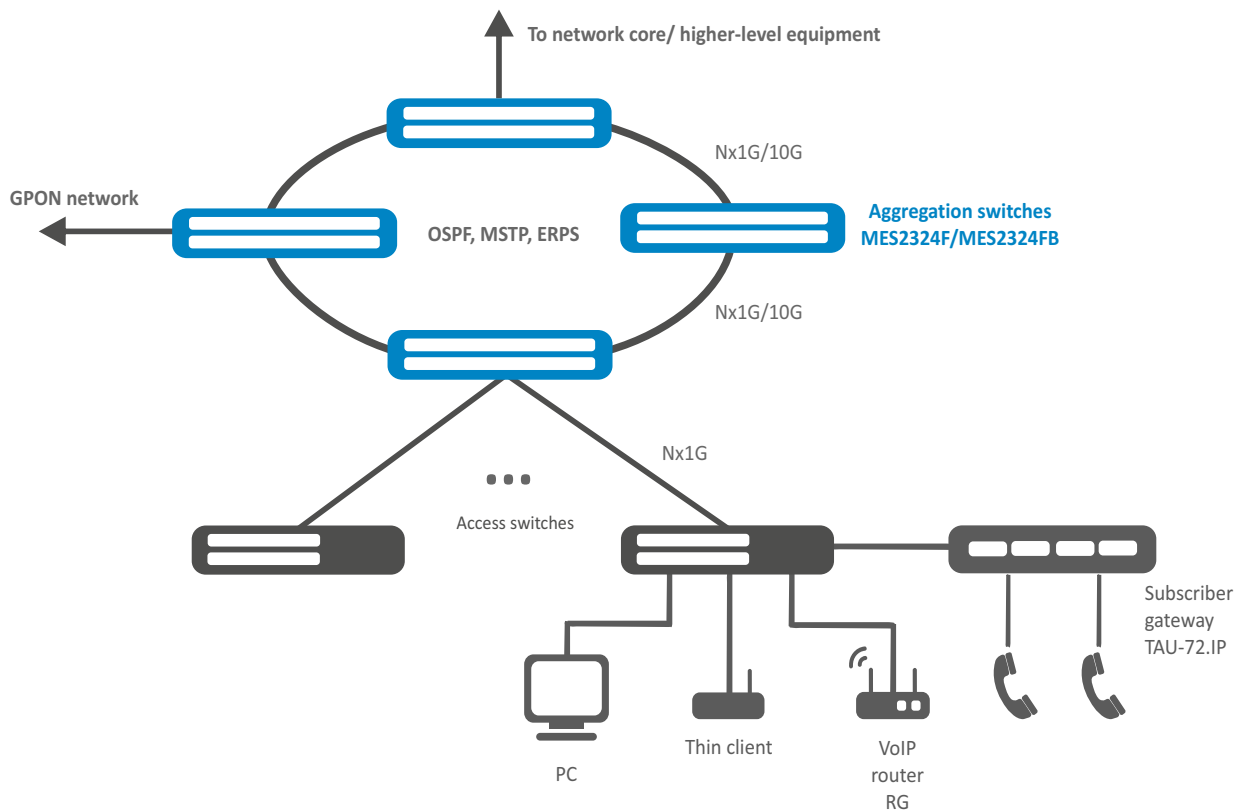 To network core/ higher-level equipment
Nx1G/10G
GPON network
OSPF, MSTP, ERPS
Aggregation switches
MES2324F/MES2324FB
Nx1G/10G
Nx1G
Access switches
Subscriber
gateway
TAU-72.IP
Thin client
VoIP
router
RG
PC